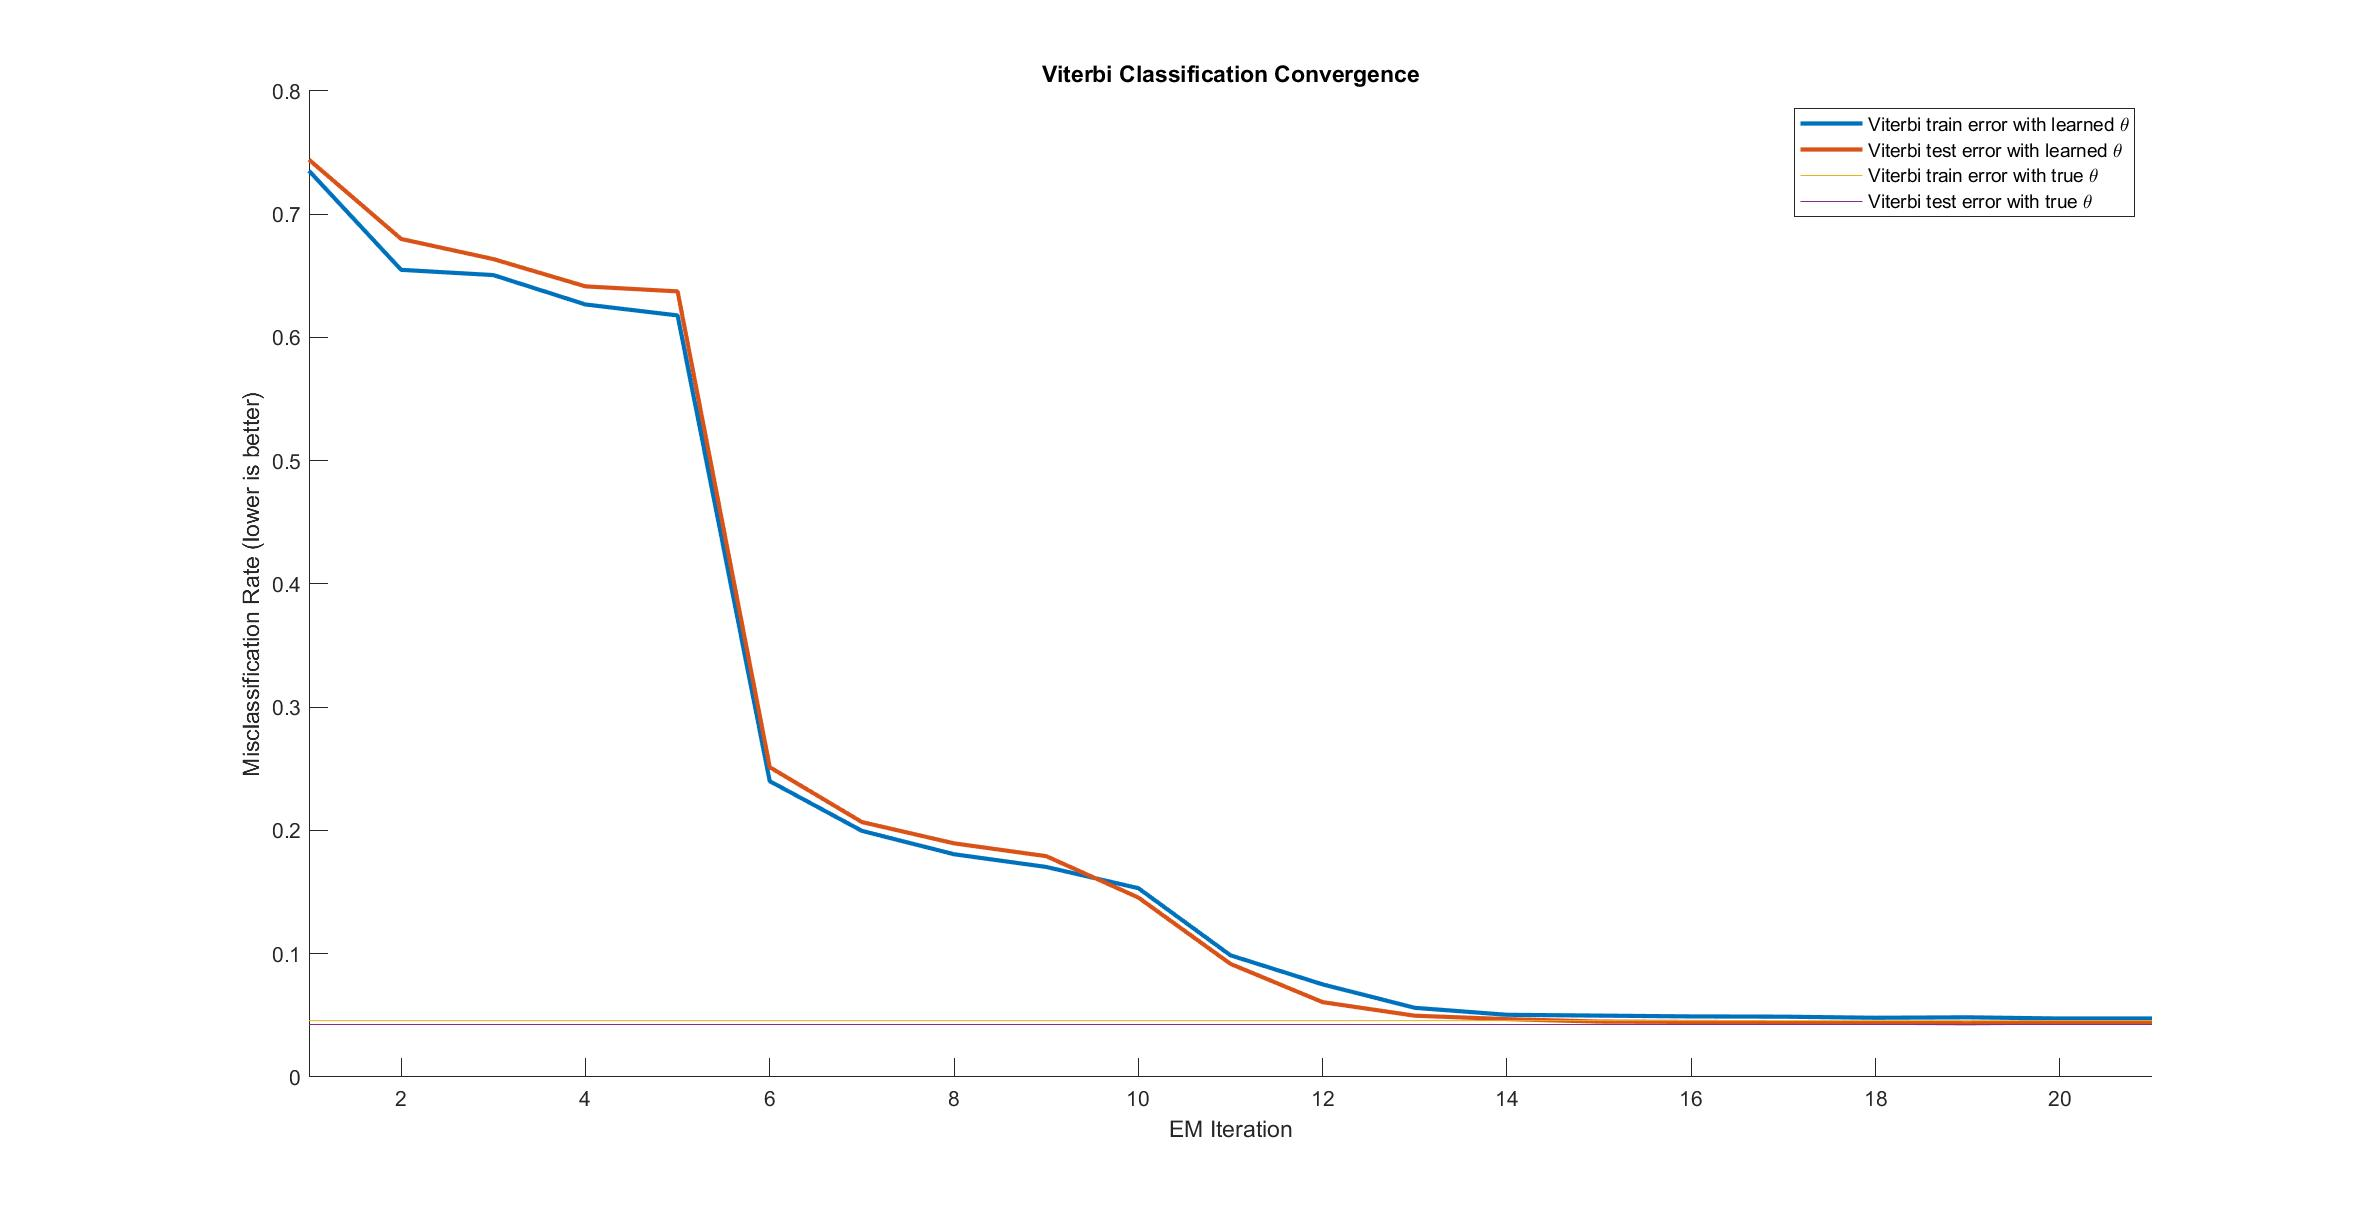 Viterbi Classification Convergence
0.8
0.7
0.6
0.5
0.4
0.3
0.2
0.1
0
Misclassification Rate (lower is better)
Viterbi train error with learned θ
Viterbi test error with learned θ
Viterbi train error with true θ
Viterbi test error with true θ
2 4 6 8 10 12 14 16 18 20
EM Iteration